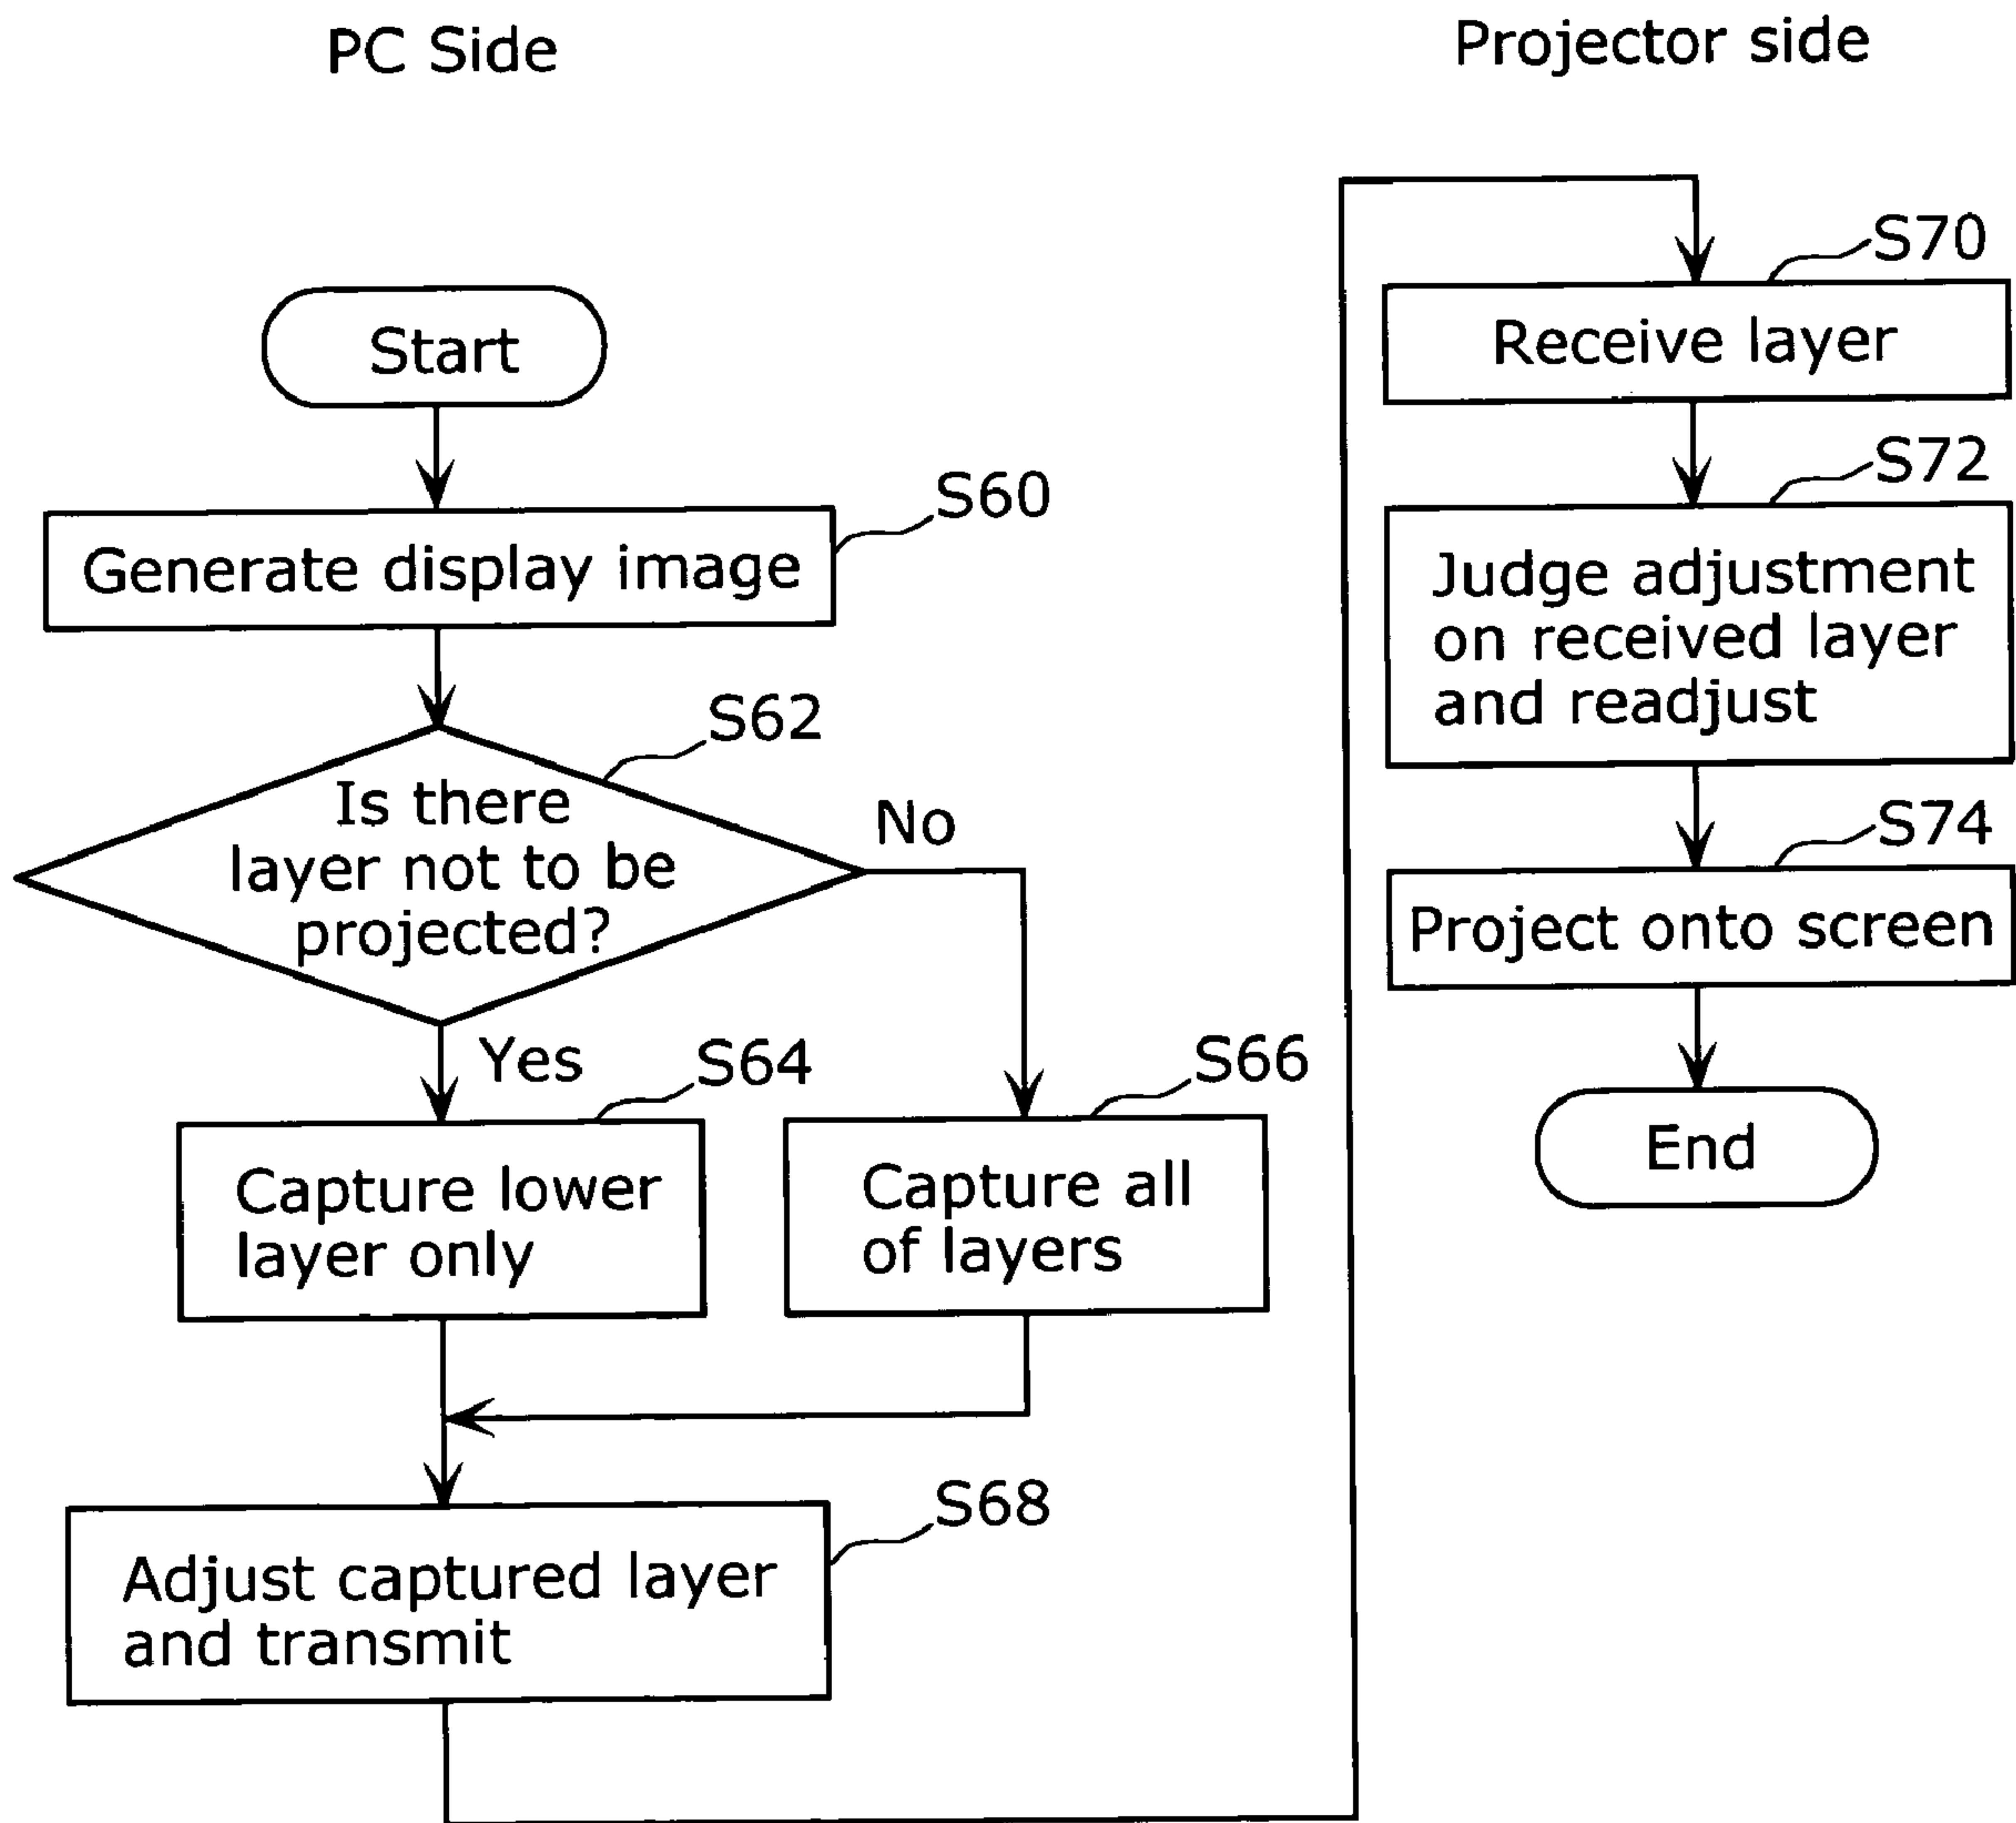 PC Side
Start
S60
Generate display image
S62
Is there
layer not to be
projected?
No
Yes
S64
Capture lower
layer only
S66
Capture all
of layers
S68
Adjust captured layer
and transmit
Projector side
S70
Receive layer
S72
Judge adjustment
on received layer
and readjust
S74
Project onto screen
End